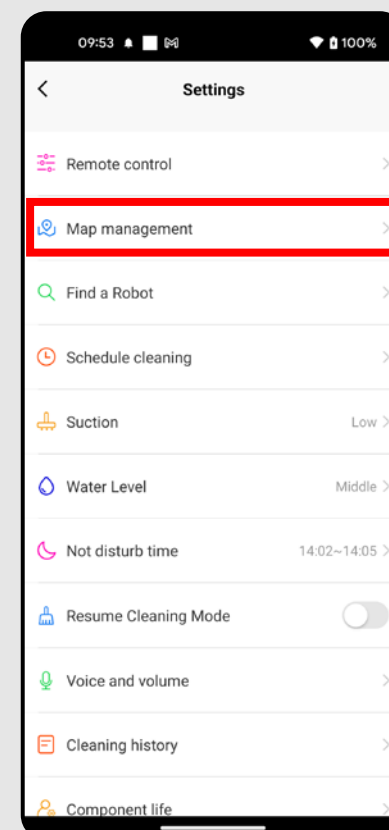 09:53 100%
Settings
Remote control
Map management
Find a Robot
Schedule cleaning
Suction Low
Water Level Middle
Not disturb time 14:02~14:05
Resume Cleaning Mode
Voice and volume
Cleaning history
Component life